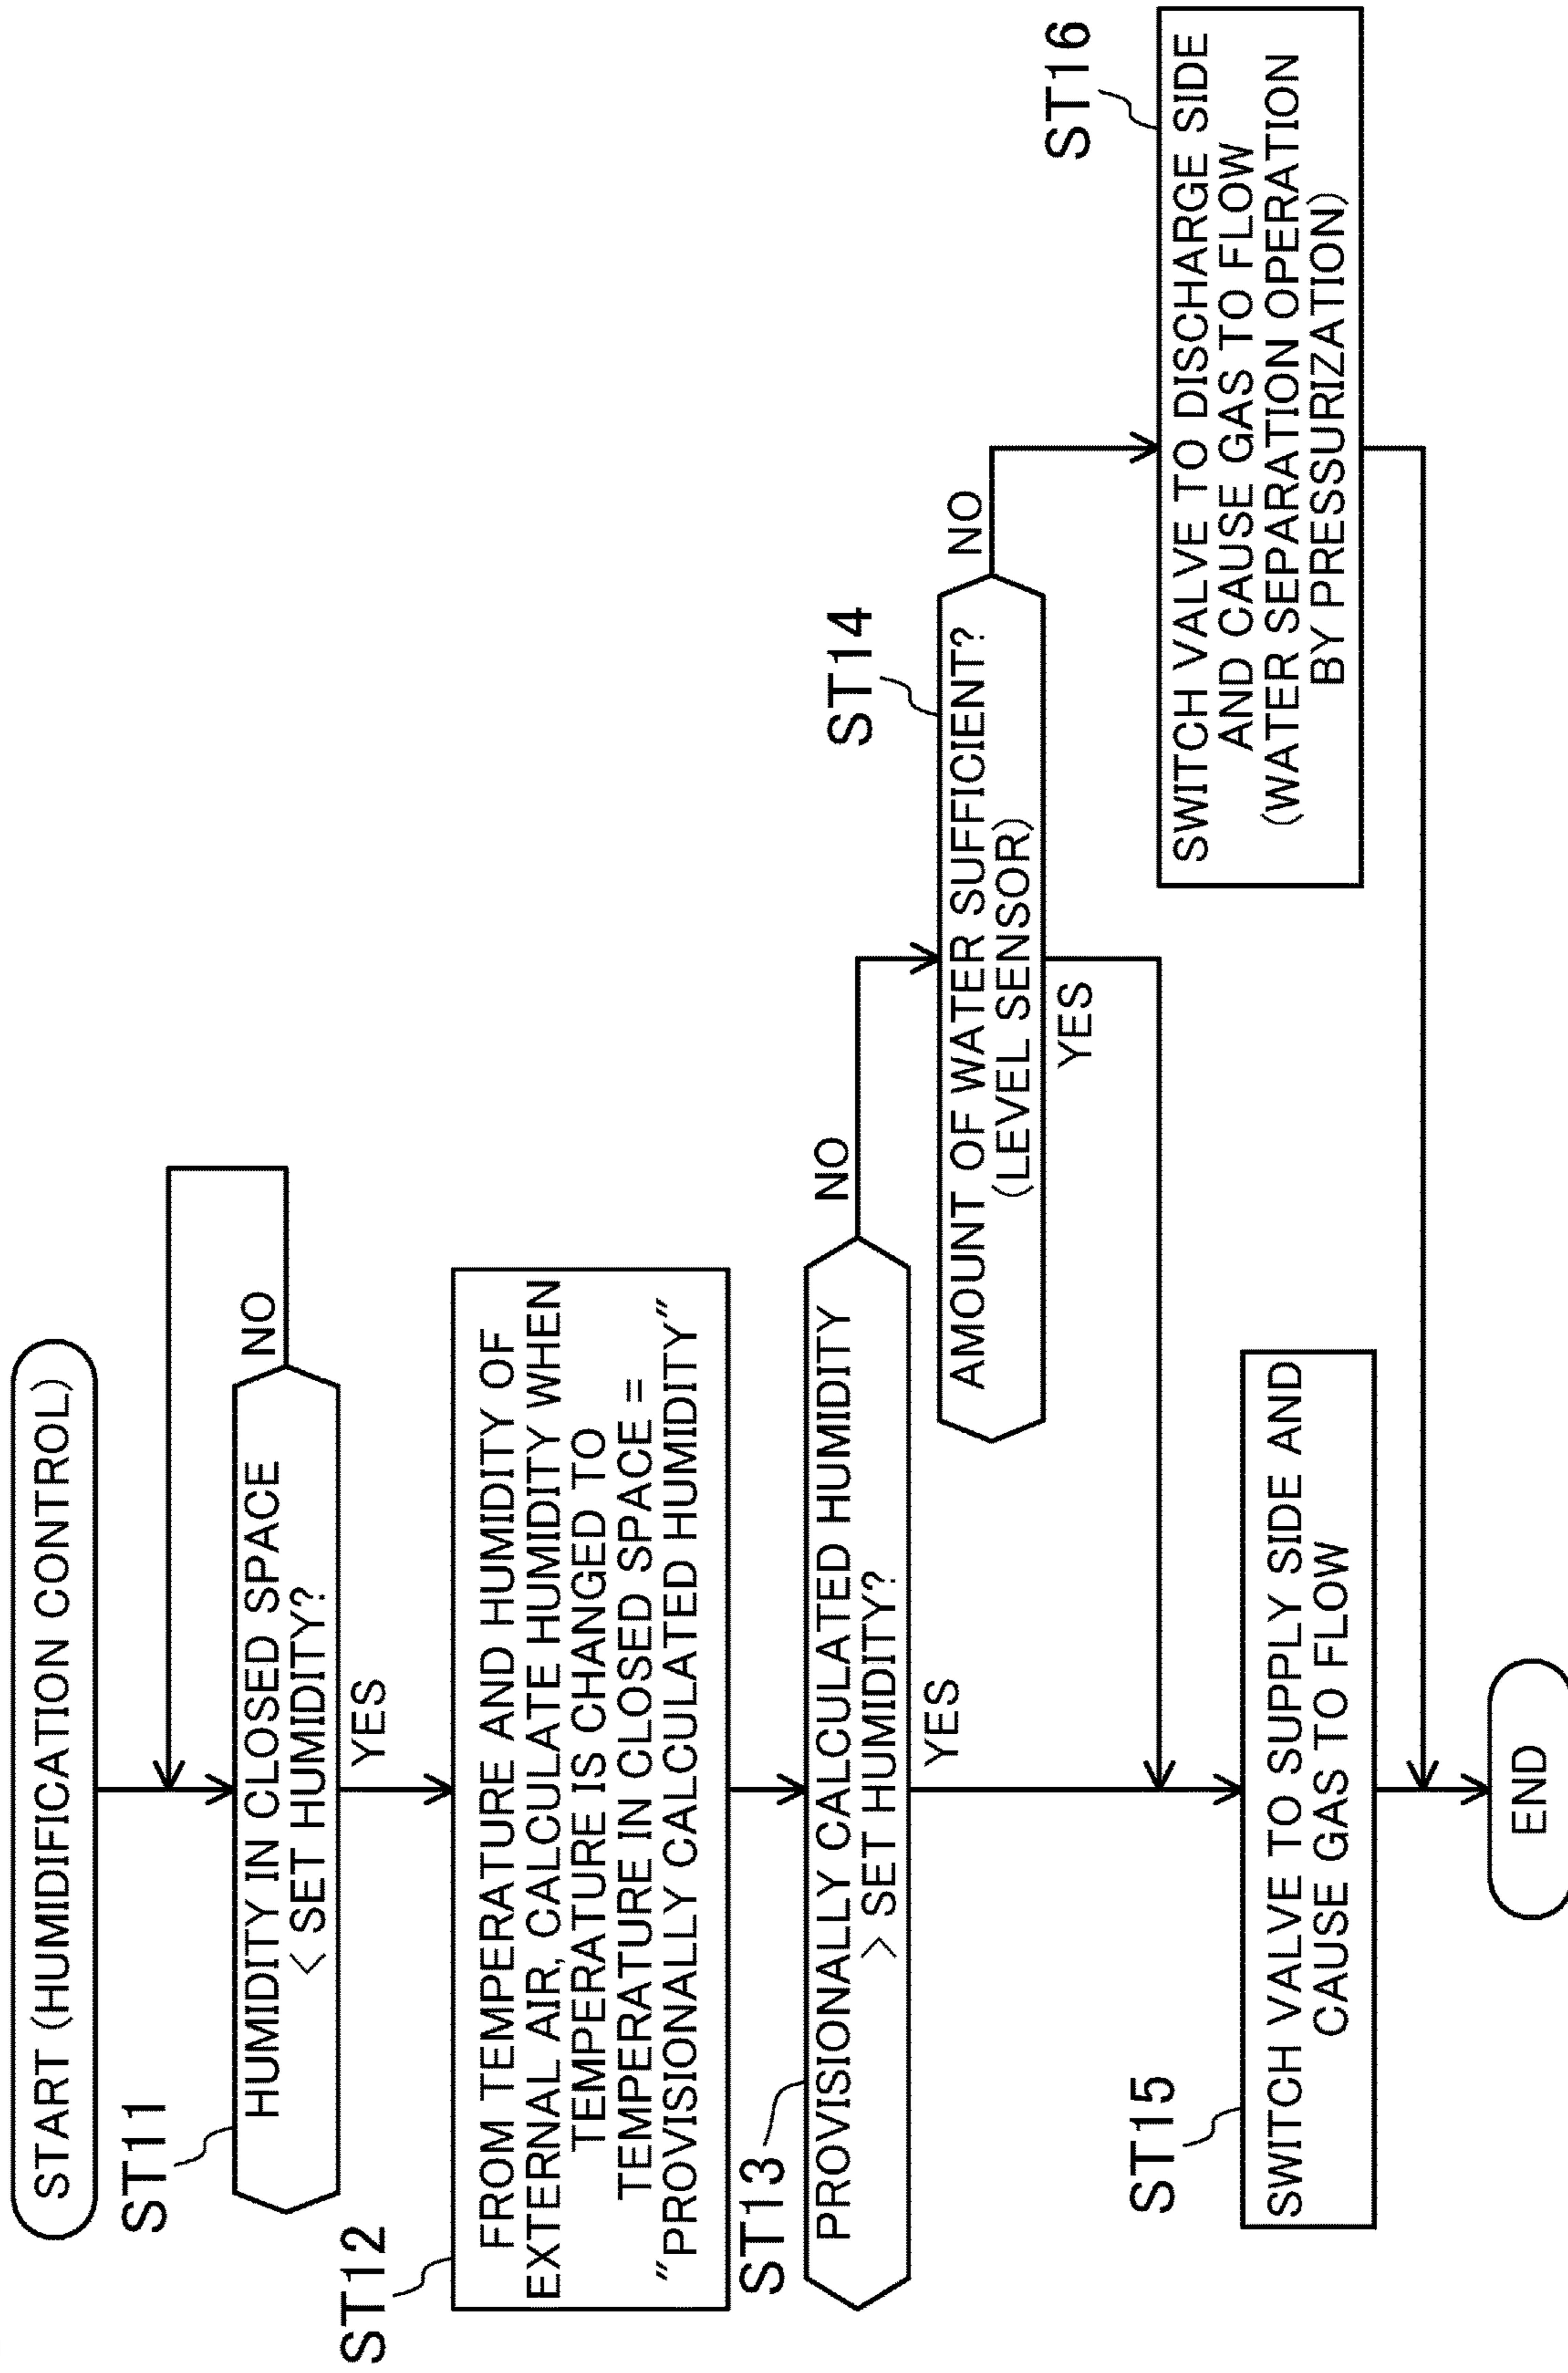 START (HUMIDIFICATION CONTROL)
ST11
HUMIDITY IN CLOSED SPACE
< SET HUMIDITY?
NO
YES
ST12
FROM TEMPERATURE AND HUMIDITY OF
EXTERNAL AIR, CALCULATE HUMIDITY WHEN
TEMPERATURE IS CHANGED TO
TEMPERATURE IN CLOSED SPACE =
"PROVISIONALLY CALCULATED HUMIDITY"
ST13
PROVISIONALLY CALCULATED HUMIDITY
> SET HUMIDITY?
NO
YES
ST14
AMOUNT OF WATER SUFFICIENT?
(LEVEL SENSOR)
NO
YES
ST15
SWITCH VALVE TO SUPPLY SIDE AND
CAUSE GAS TO FLOW
ST16
SWITCH VALVE TO DISCHARGE SIDE
AND CAUSE GAS TO FLOW
(WATER SEPARATION OPERATION
BY PRESSURIZATION)
END